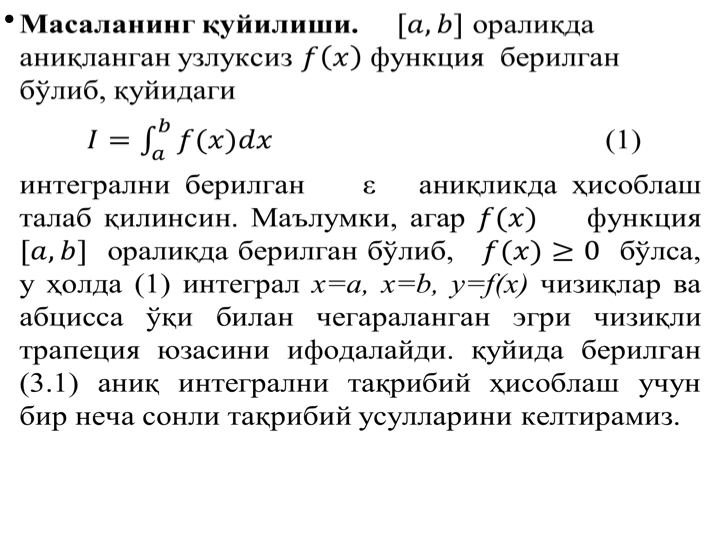 • Масаланинг қуйилиши. [a, b] оралиқда
аниқланган узлуксиз f(x) функция берилган
бўлиб, қуйидаги
I = ∫ₐᵇ f(x)dx (1)
интегрални берилган ε аниқликда ҳисоблаш
талаб қилинсин. Маълумки, агар f(x) функция
[a, b] оралиқда берилган бўлиб, f(x) ≥ 0 бўлса,
у ҳолда (1) интеграл x=a, x=b, y=f(x) чизиқлар ва
абцисса ўқи билан чегараланган эгри чизиқли
трапеция юзасини ифодалайди. қуйида берилган
(3.1) аниқ интегрални тақрибий ҳисоблаш учун
бир неча сонли тақрибий усулларини келтирамиз.